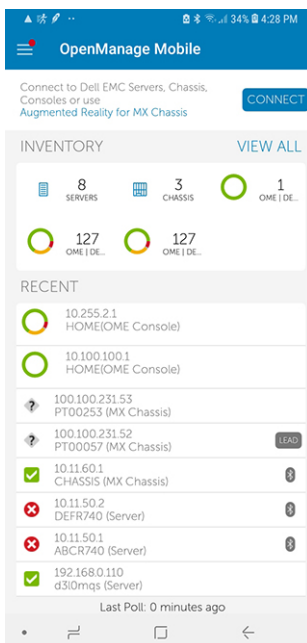 34% 4:28 PM
OpenManage Mobile
Connect to Dell EMC Servers, Chassis,
Consoles or use
Augmented Reality for MX Chassis
CONNECT
INVENTORY
VIEW ALL
8
SERVERS
3
CHASSIS
1
OME | DE...
127
OME | DE...
127
OME | DE...
RECENT
10.255.2.1
HOME(OME Console)
10.100.100.1
HOME(OME Console)
100.100.231.53
PT00253 (MX Chassis)
100.100.231.52
PT00057 (MX Chassis)
LEAD
10.11.60.1
CHASSIS (MX Chassis)
10.11.50.2
DEFR740 (Server)
10.11.50.1
ABCR740 (Server)
192.168.0.110
d3l0mqs (Server)
Last Poll: 0 minutes ago